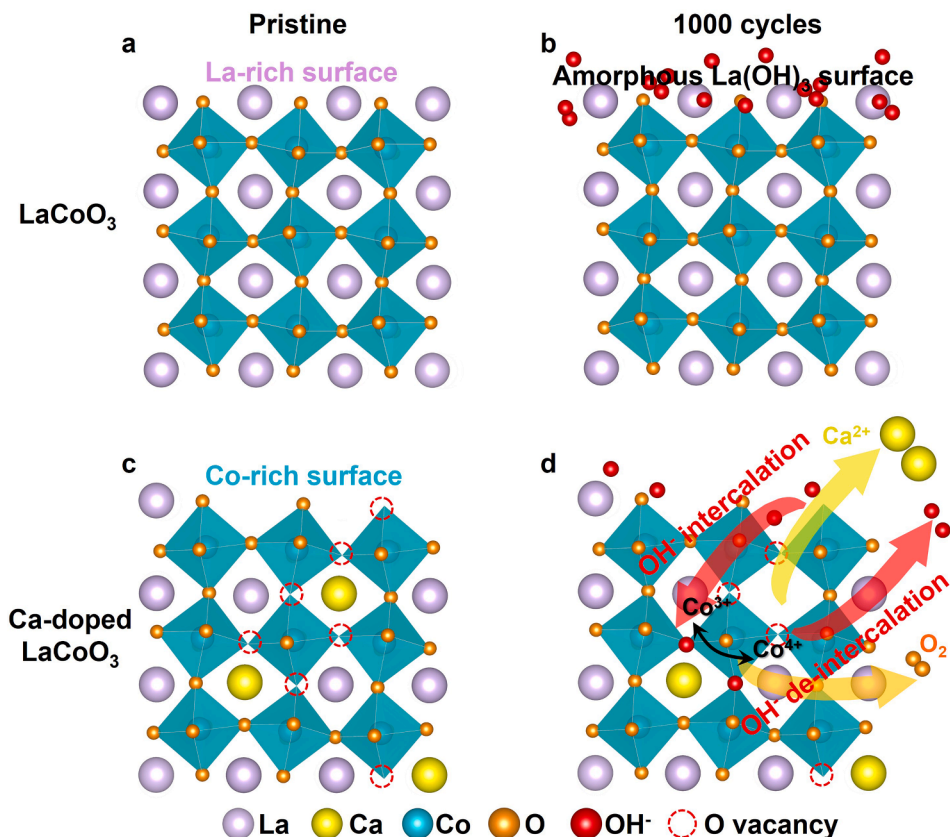 Pristine
1000 cycles
a
La-rich surface
b
Amorphous La(OH)₃ surface
LaCoO₃
c
Co-rich surface
d
Ca²⁺
OH⁻ intercalation
Co³⁺
Co⁴⁺
O₂
OH⁻ de-intercalation
Ca-doped
LaCoO₃
La
Ca
Co
O
OH⁻
O vacancy